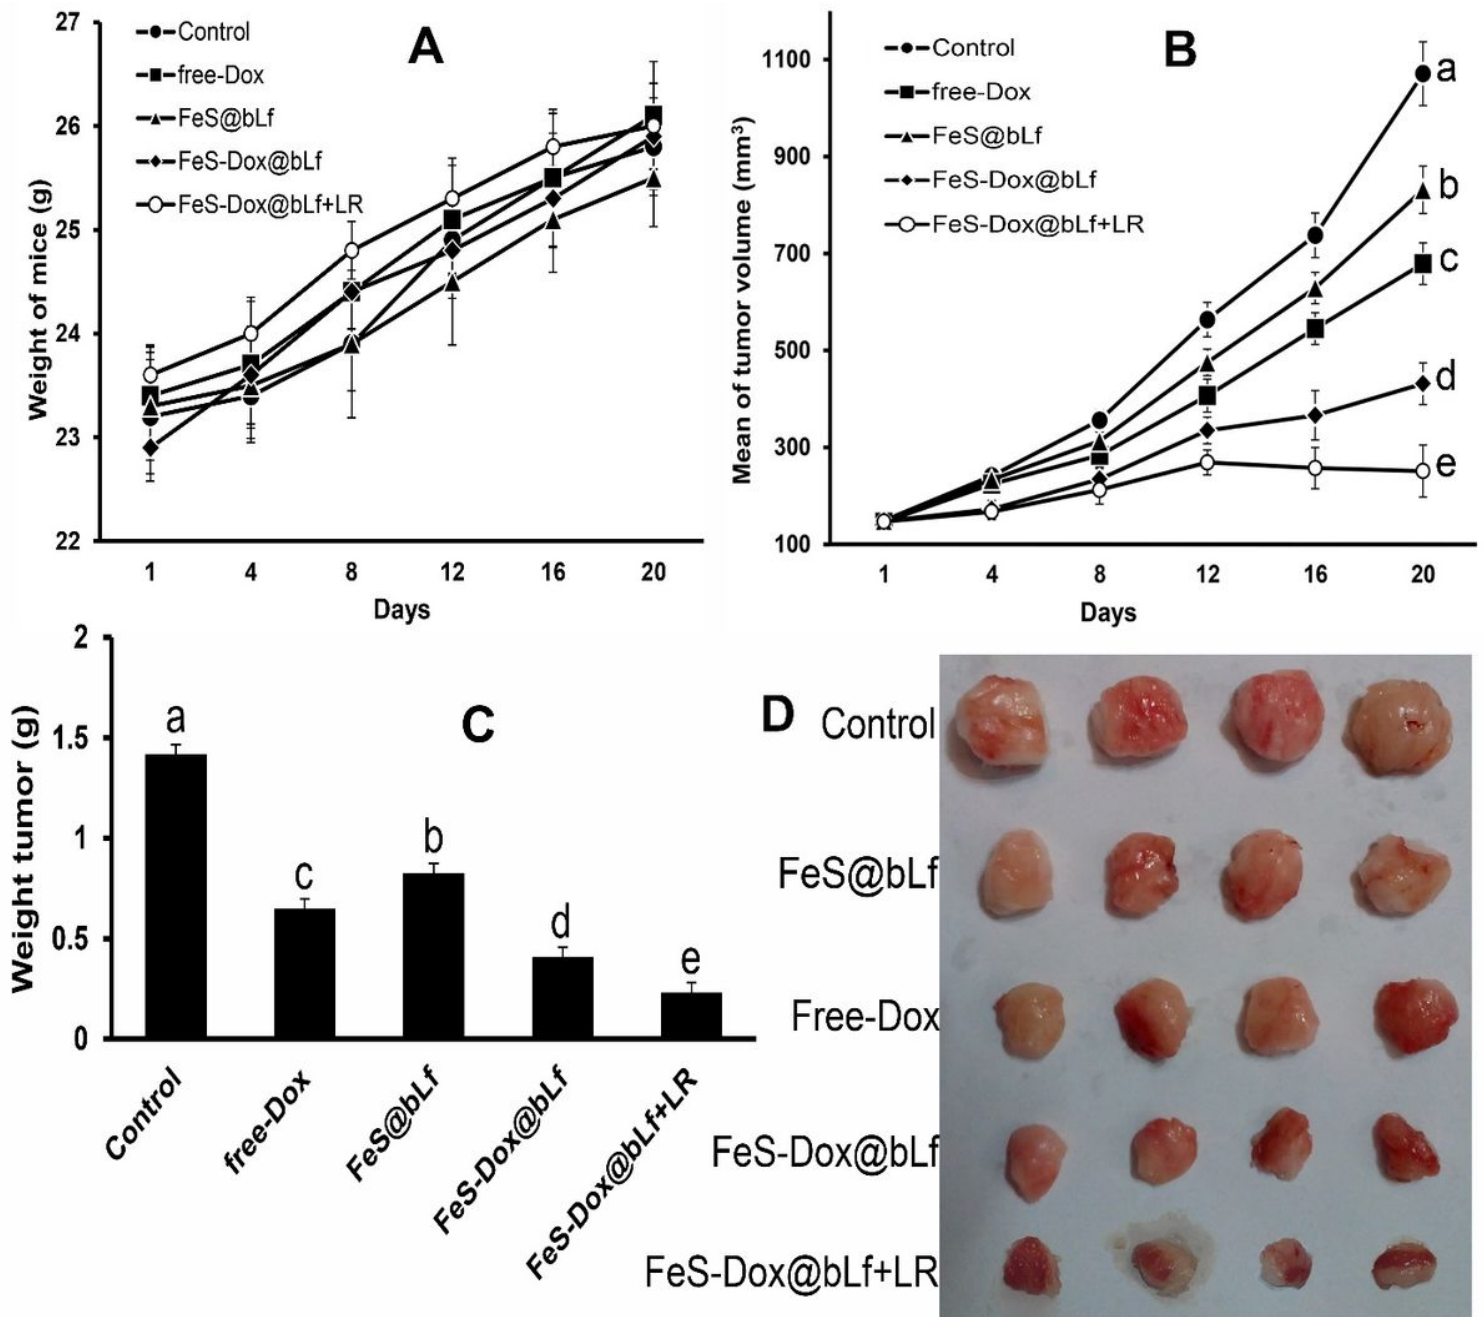 A
Control
free-Dox
FeS@bLf
FeS-Dox@bLf
FeS-Dox@bLf+LR
Weight of mice (g)
27
26
25
24
23
22
1 4 8 12 16 20
Days
B
Control
free-Dox
FeS@bLf
FeS-Dox@bLf
FeS-Dox@bLf+LR
Mean of tumor volume (mm³)
1100
900
700
500
300
100
a
b
c
d
e
1 4 8 12 16 20
Days
C
Weight tumor (g)
2
1.5
1
0.5
0
a
c
b
d
e
Control
free-Dox
FeS@bLf
FeS-Dox@bLf
FeS-Dox@bLf+LR
D
Control
FeS@bLf
Free-Dox
FeS-Dox@bLf
FeS-Dox@bLf+LR